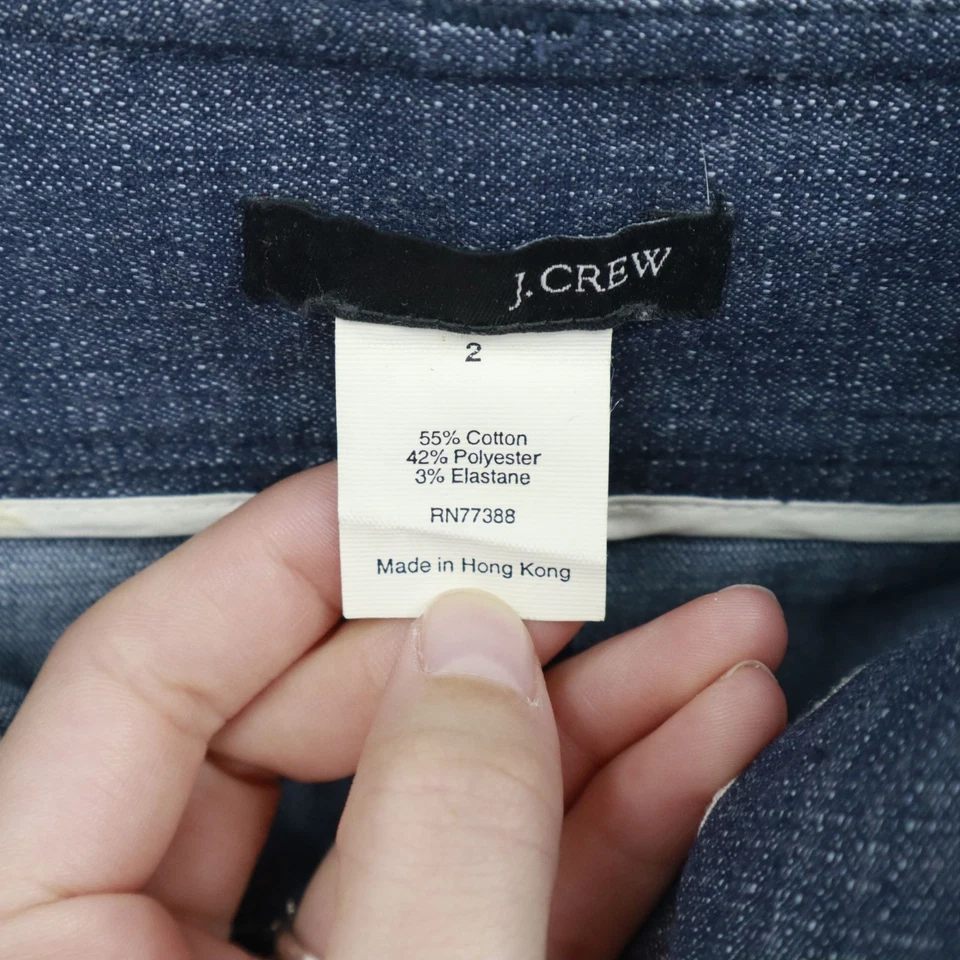 J.CREW
2
55% Cotton
42% Polyester
3% Elastane
RN77388
Made in Hong Kong